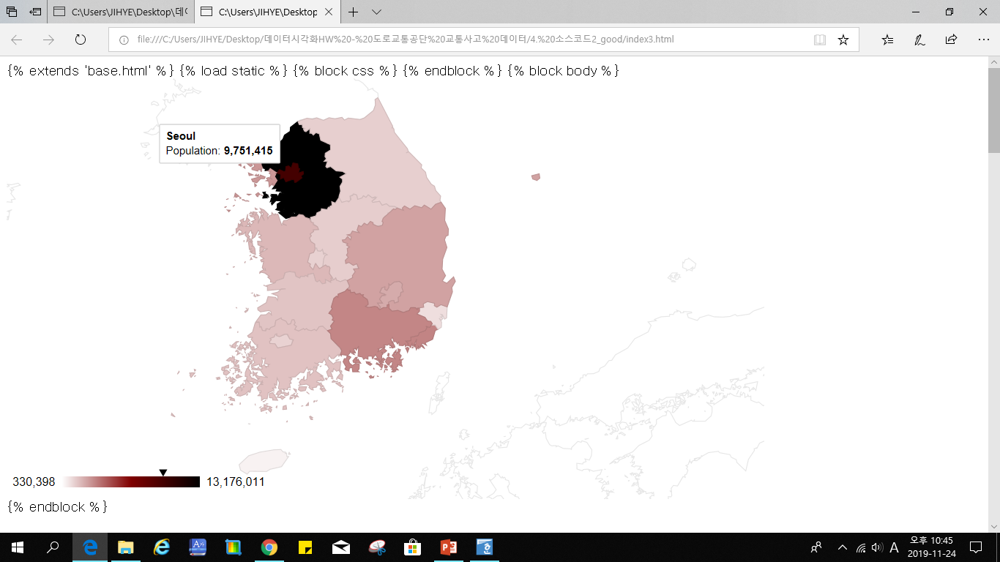 C:\Users\JIHYE\Desktop\데이
C:\Users\JIHYE\Desktop
file:///C:/Users/JIHYE/Desktop/데이터시각화HW%20-%20도로교통공단%20교통사고%20데이터/4.%20소스코드2_good/index3.html
{% extends 'base.html' %} {% load static %} {% block css %} {% endblock %} {% block body %}
Seoul
Population: 9,751,415
330,398
13,176,011
{% endblock %}
A
오후 10:45
2019-11-24